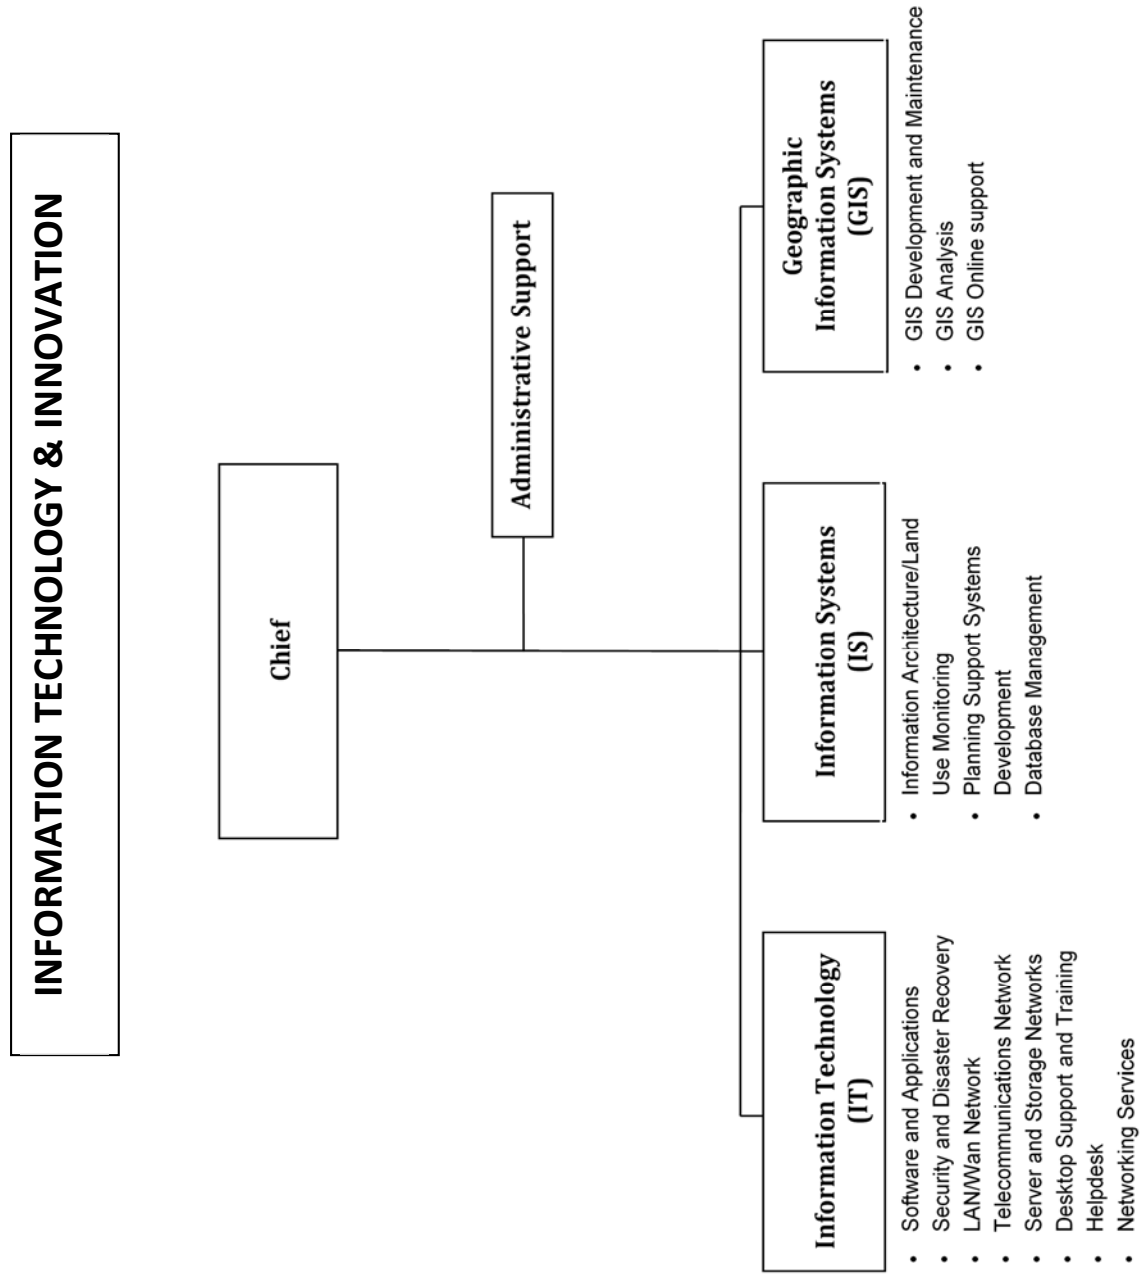 INFORMATION TECHNOLOGY & INNOVATION
Chief
Administrative Support
Information Technology
(IT)
• Software and Applications
• Security and Disaster Recovery
• LAN/Wan Network
• Telecommunications Network
• Server and Storage Networks
• Desktop Support and Training
• Helpdesk
• Networking Services
Information Systems
(IS)
• Information Architecture/Land
Use Monitoring
• Planning Support Systems
Development
• Database Management
Geographic
Information Systems
(GIS)
• GIS Development and Maintenance
• GIS Analysis
• GIS Online support